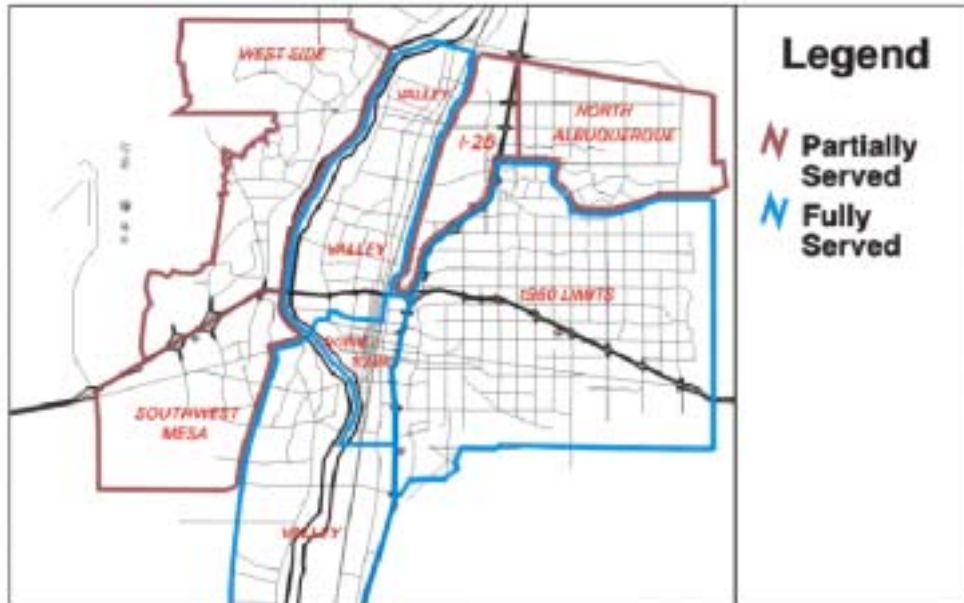 Legend
Partially
Served
Fully
Served
WEST SIDE
VALLEY
NORTH
ALBUQUERQUE
I-25
VALLEY
1960 LIMITS
SOUTHWEST
MESA
VALLEY